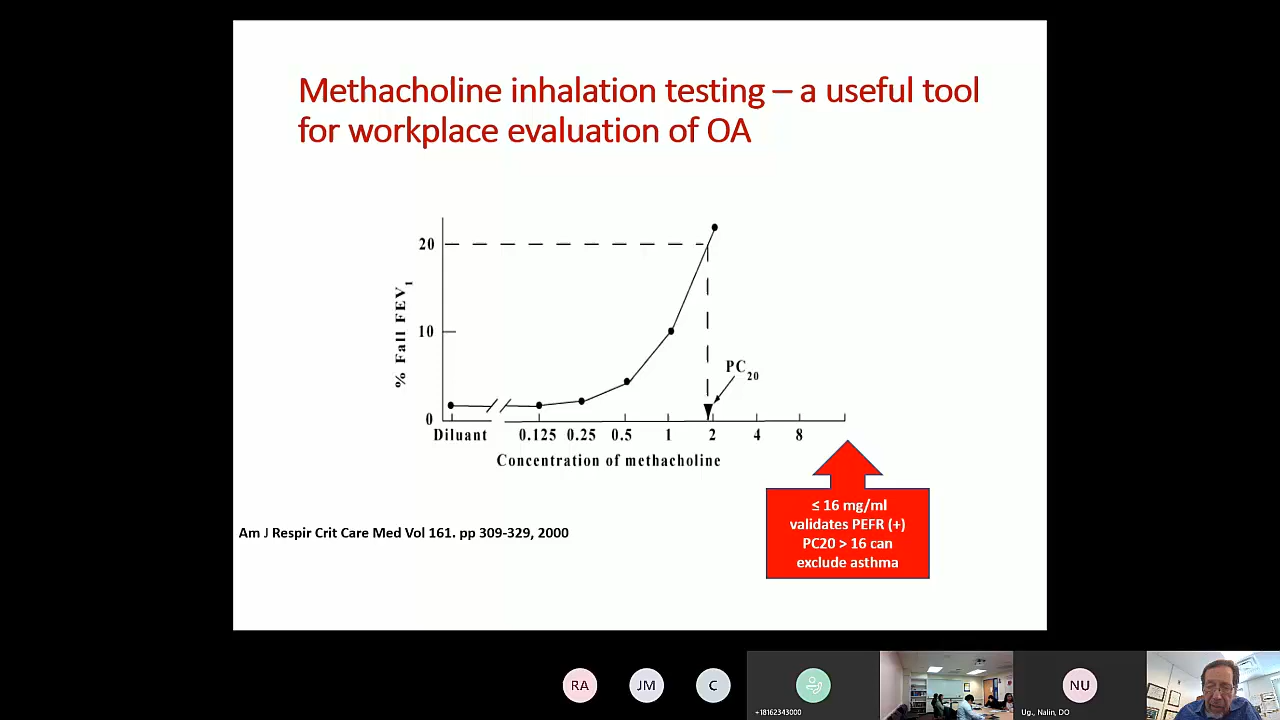 Methacholine inhalation testing – a useful tool
for workplace evaluation of OA
20
10
0
% Fall FEV1
PC20
Diluant 0.125 0.25 0.5 1 2 4 8
Concentration of methacholine
≤ 16 mg/ml
validates PEFR (+)
PC20 > 16 can
exclude asthma
Am J Respir Crit Care Med Vol 161. pp 309-329, 2000
RA JM C NU
+18162343000
Ug., Nalin, DO